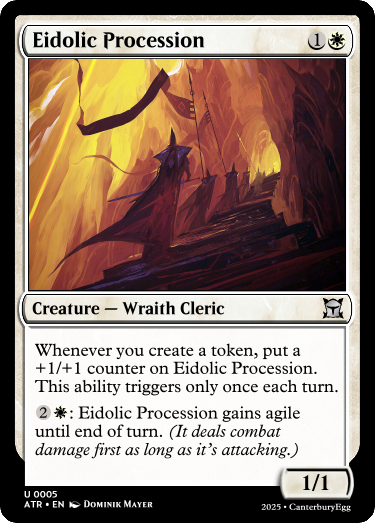 Eidolic Procession 1
Creature — Wraith Cleric
Whenever you create a token, put a
+1/+1 counter on Eidolic Procession.
This ability triggers only once each turn.
2 : Eidolic Procession gains agile
until end of turn. (It deals combat
damage first as long as it's attacking.)
1/1
U 0005
ATR • EN Dominik Mayer
2025 • CanterburyEgg